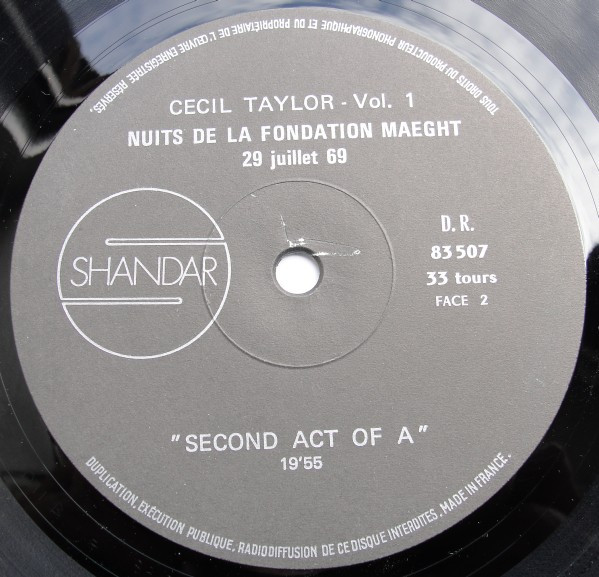 TOUS DROITS DU PRODUCTEUR PHONOGRAPHIQUE ET DU PROPRIÉTAIRE DE L'ŒUVRE ENREGISTRÉE RÉSERVÉS.
CECIL TAYLOR - Vol. 1
NUITS DE LA FONDATION MAEGHT
29 juillet 69
SHANDAR
D.R.
83 507
33 tours
FACE 2
"SECOND ACT OF A"
19'55
DUPLICATION, EXÉCUTION PUBLIQUE, RADIODIFFUSION DE CE DISQUE INTERDITES. MADE IN FRANCE.